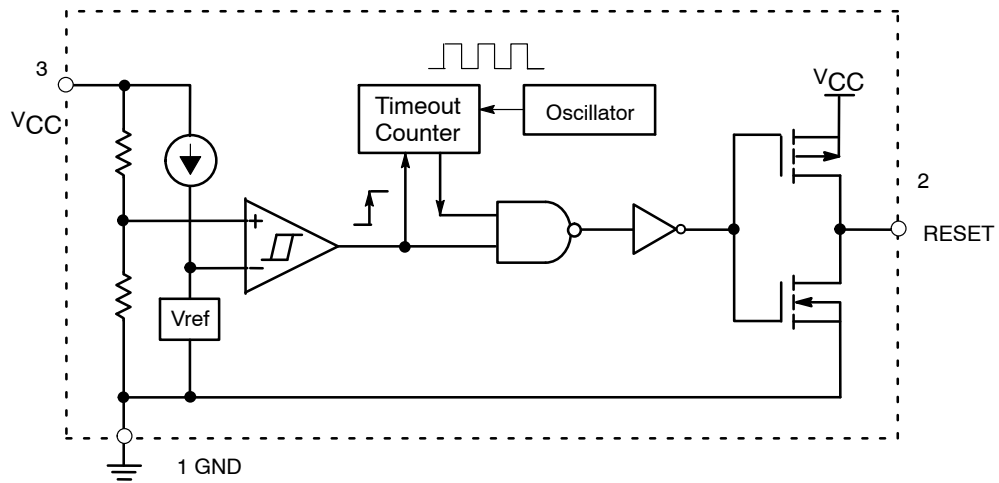 3
VCC
Timeout
Counter
Oscillator
VCC
+
−
Vref
2
RESET
1 GND